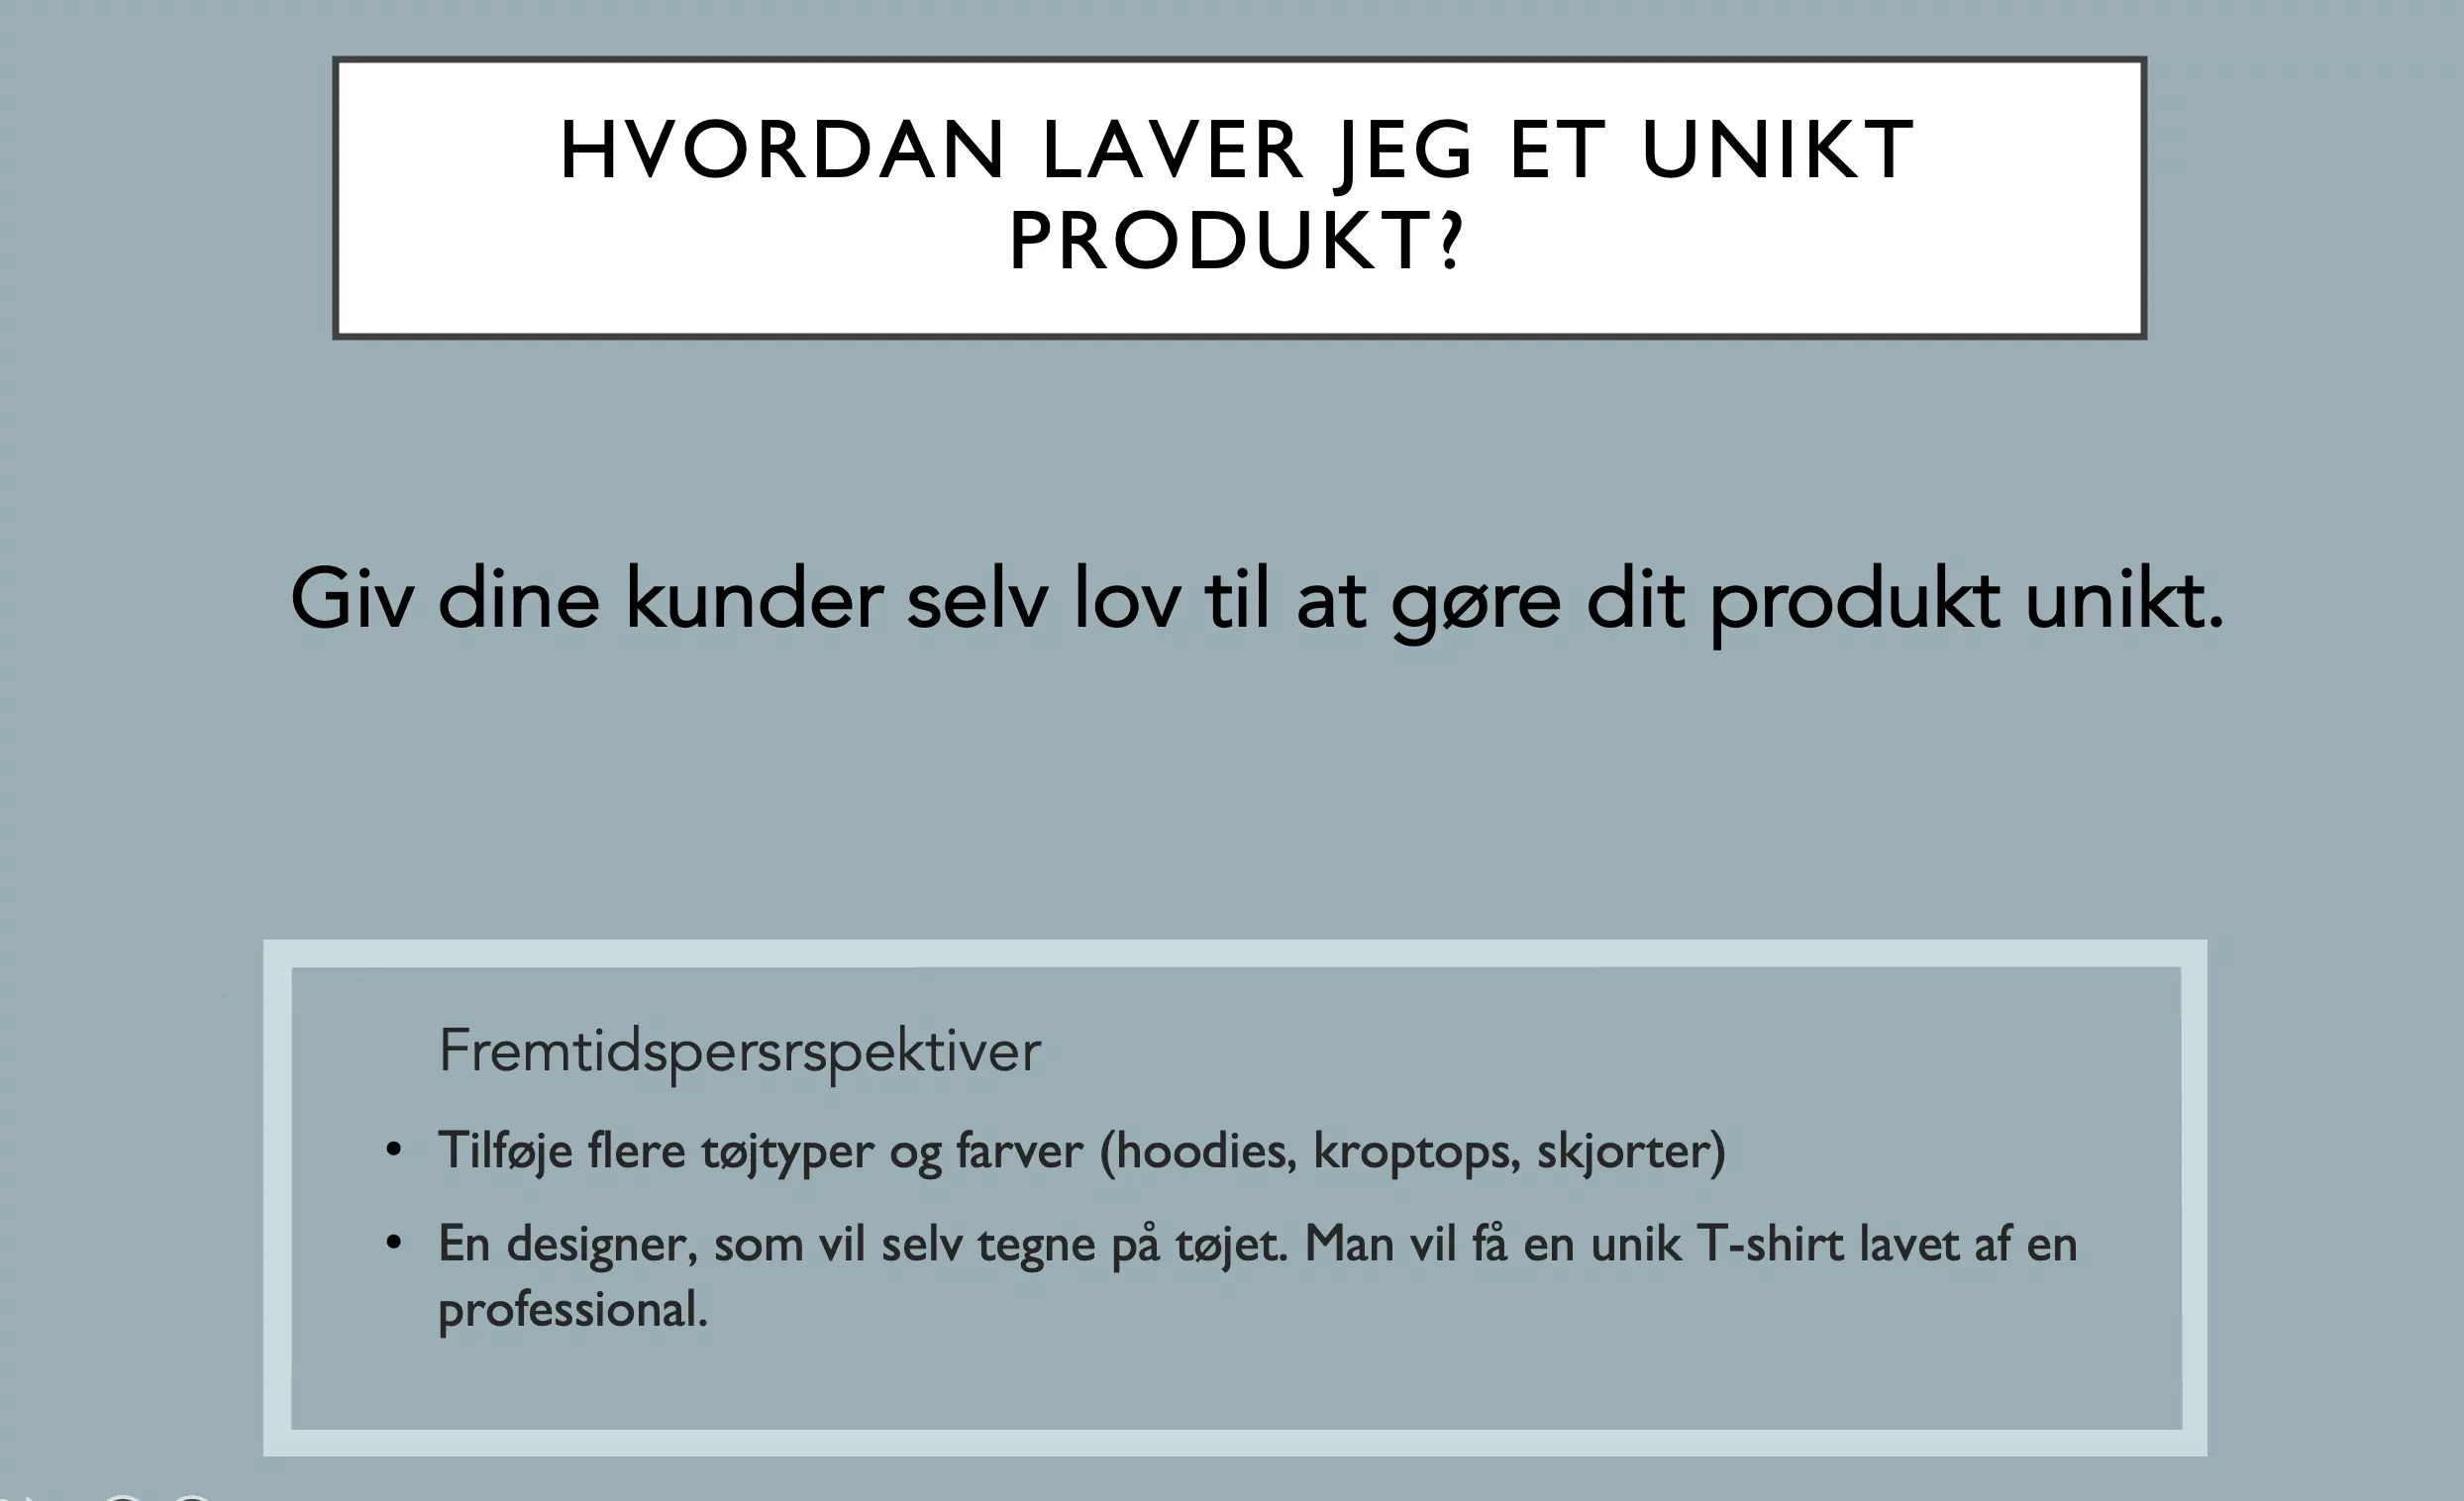 HVORDAN LAVER JEG ET UNIKT
PRODUKT?
Giv dine kunder selv lov til at gøre dit produkt unikt.
Fremtidspersrspektiver
• Tilføje flere tøjtyper og farver (hoodies, kroptops, skjorter)
• En designer, som vil selv tegne på tøjet. Man vil få en unik T-shirt lavet af en
professional.